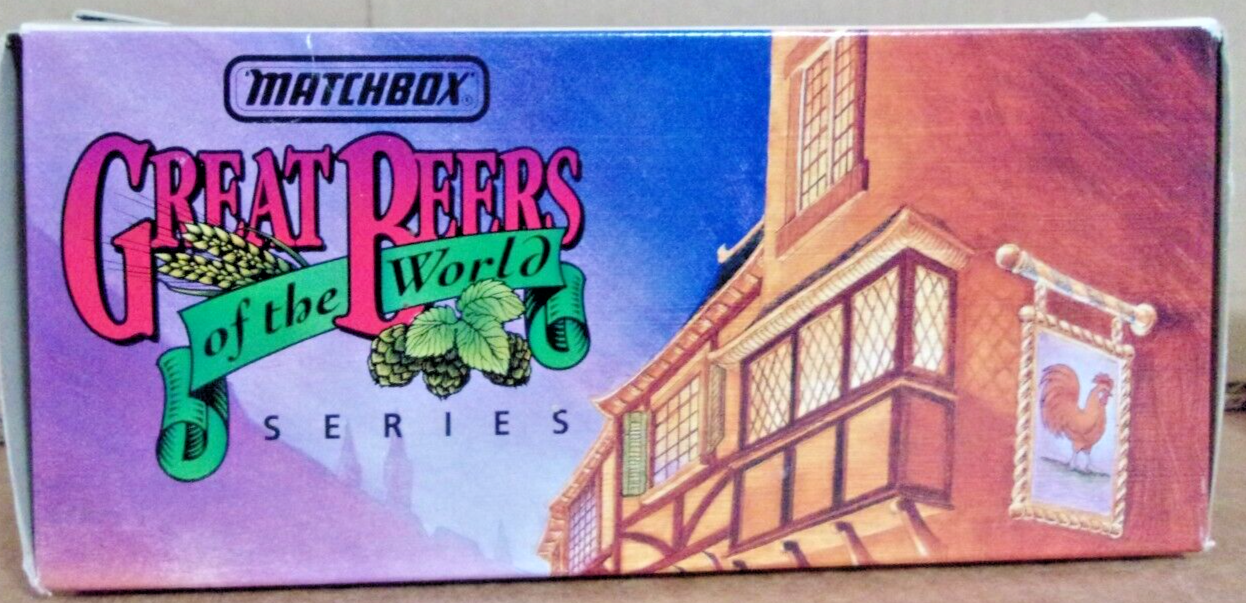 MATCHBOX®
GREAT BEERS
of the World
SERIES